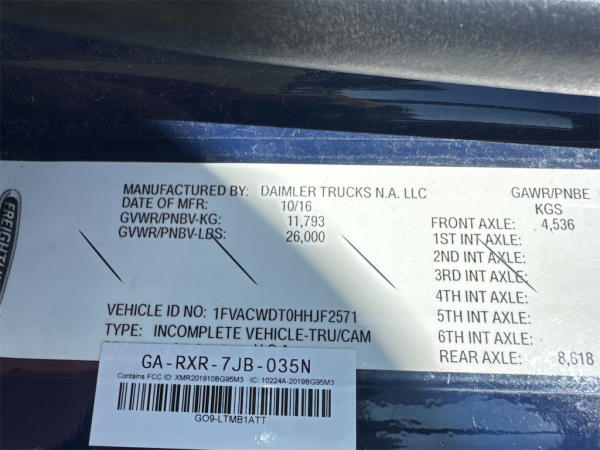 MANUFACTURED BY: DAIMLER TRUCKS N.A. LLC
DATE OF MFR: 10/16
GVWR/PNBV-KG: 11,793
GVWR/PNBV-LBS: 26,000
VEHICLE ID NO: 1FVACWDT0HHJF2571
TYPE: INCOMPLETE VEHICLE-TRU/CAM
GAWR/PNBE
KGS
FRONT AXLE: 4,536
1ST INT AXLE:
2ND INT AXLE:
3RD INT AXLE:
4TH INT AXLE:
5TH INT AXLE:
6TH INT AXLE:
REAR AXLE: 8,618
GA-RXR-7JB-035N
Contains FCC ID: XMR201910BG95M3 IC: 10224A-2019BG95M3
GO9-LTMB1ATT